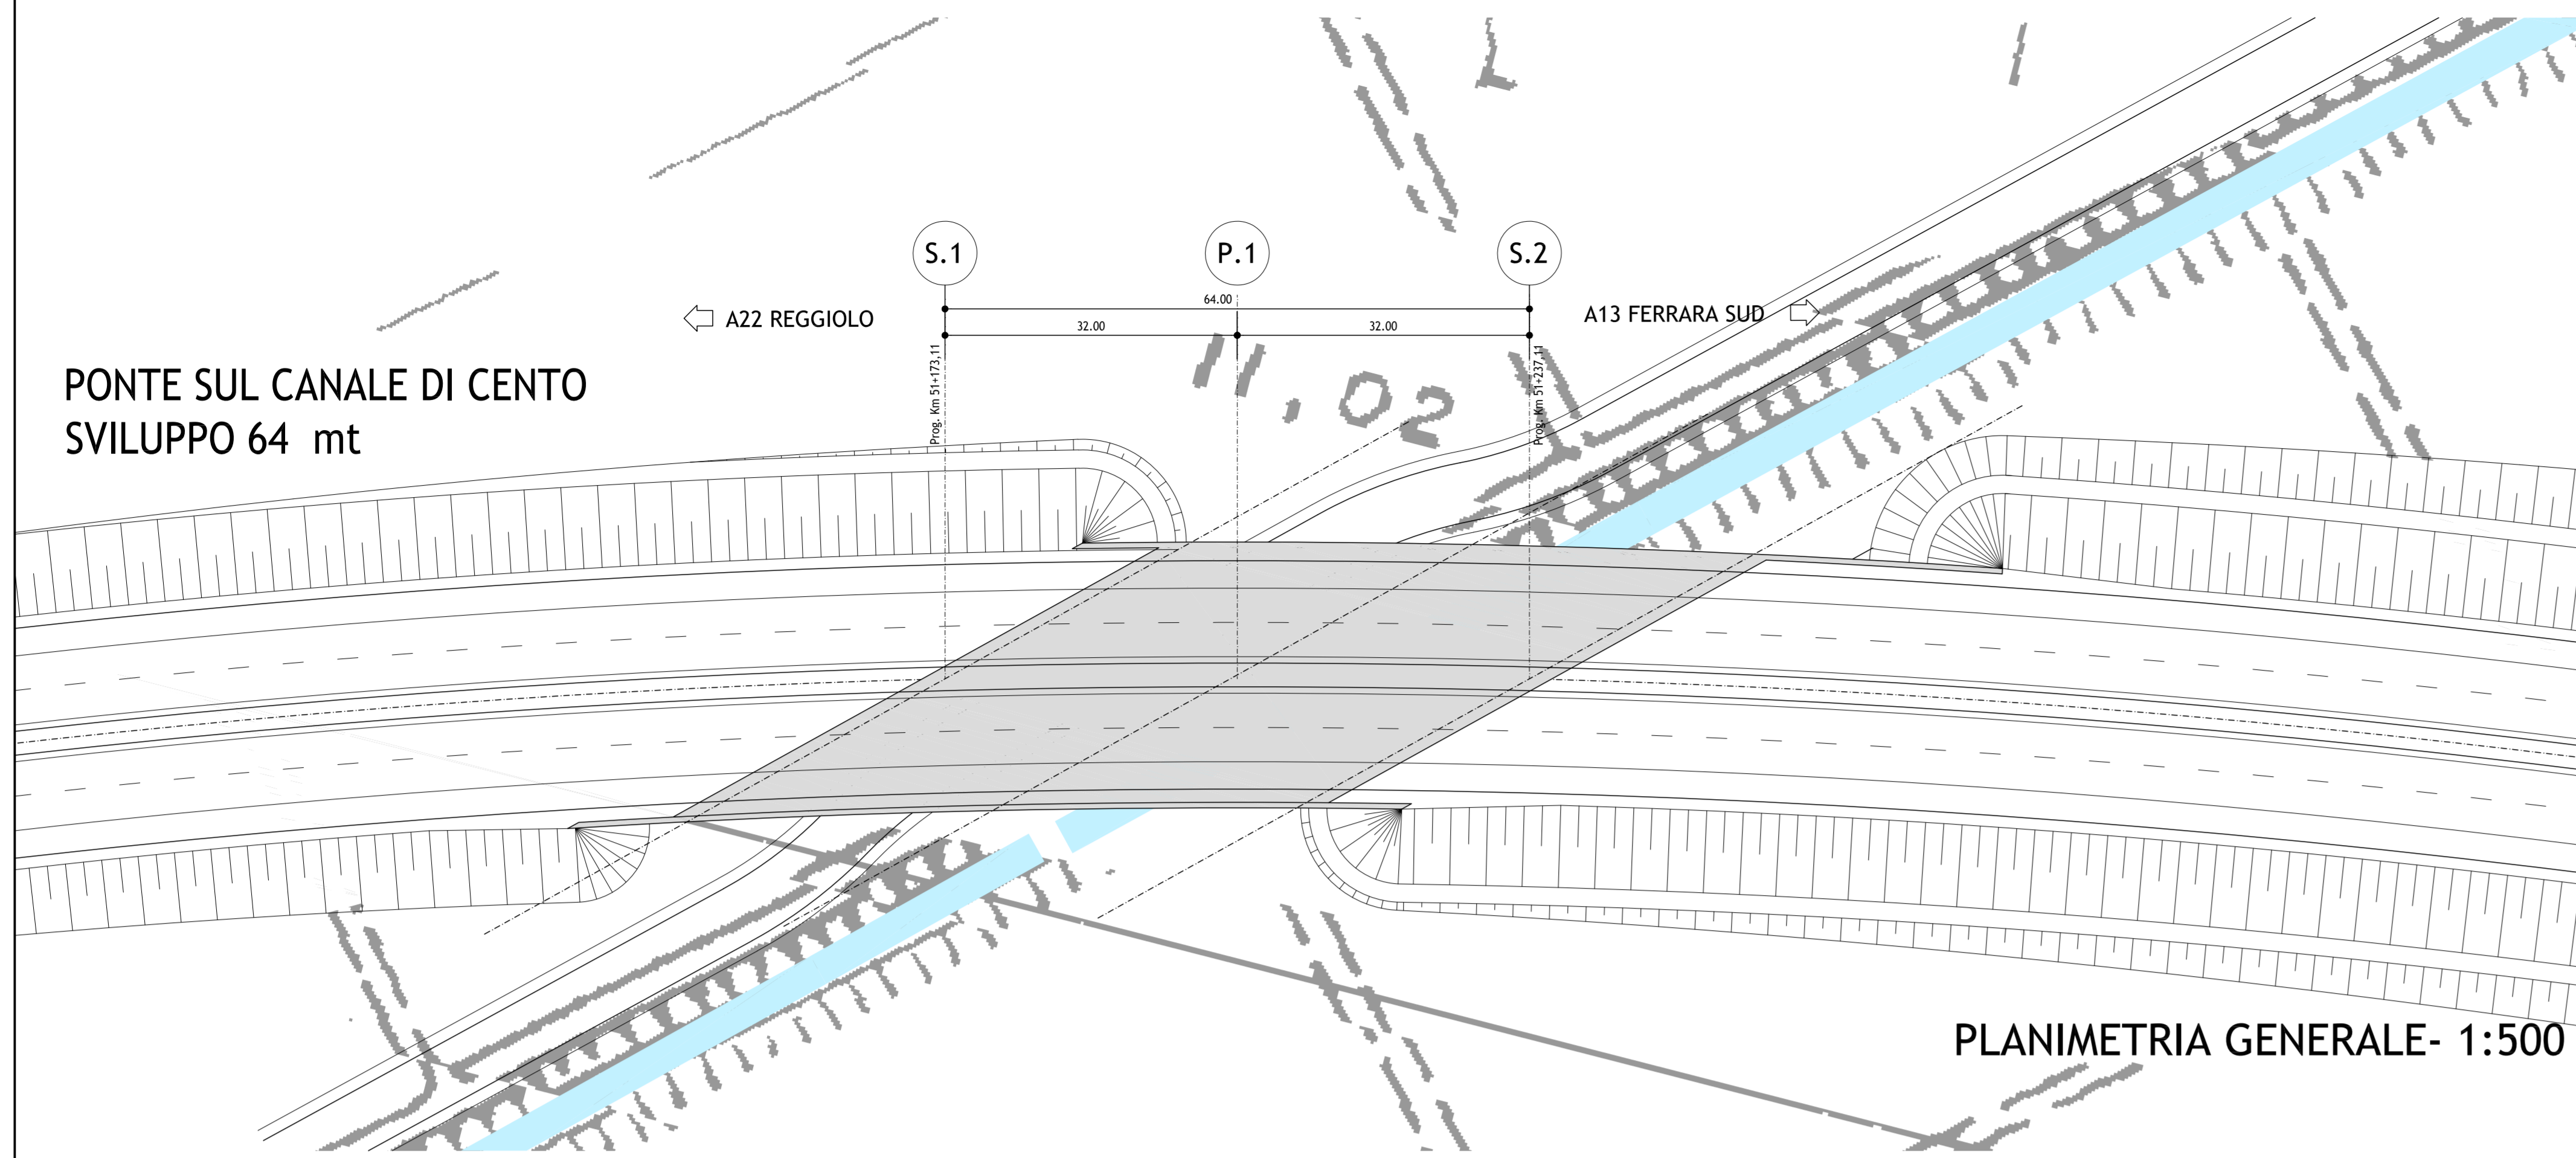 S.1 P.1 S.2
64.00
A22 REGGIOLO
A13 FERRARA SUD
32.00 32.00
Prog. Km 51+173,11
Prog. Km 51+237,11
11,02
PONTE SUL CANALE DI CENTO
SVILUPPO 64 mt
PLANIMETRIA GENERALE- 1:500